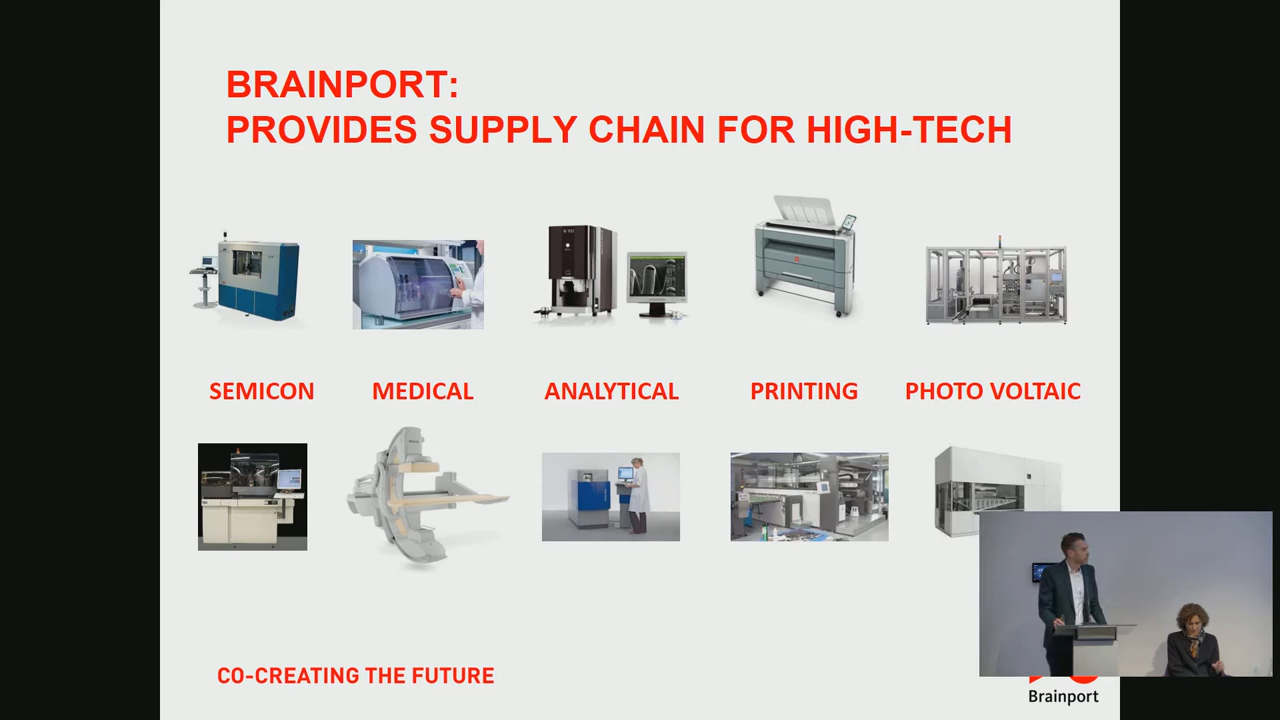 BRAINPORT:
PROVIDES SUPPLY CHAIN FOR HIGH-TECH
SEMICON
MEDICAL
ANALYTICAL
PRINTING
PHOTO VOLTAIC
CO-CREATING THE FUTURE
Brainport